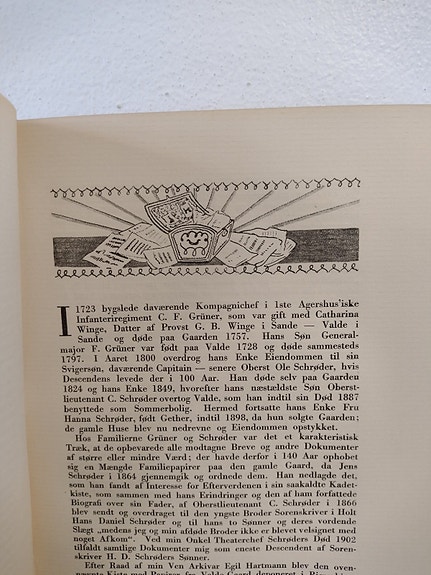 I 1723 bygslede daværende Kompagnichef i 1ste Agershus'iske
Infanteriregiment C. F. Grüner, som var gift med Catharina
Winge, Datter af Provst G. B. Winge i Sande — Valde i
Sande og døde paa Gaarden 1757. Hans Søn General-
major F. Grüner var født paa Valde 1728 og døde sammesteds
1797. I Aaret 1800 overdrog hans Enke Eiendommen til sin
Svigersøn, daværende Capitain — senere Oberst Ole Schrøder, hvis
Descendens levede der i 100 Aar. Han døde selv paa Gaarden
1824 og hans Enke 1849, hvorefter hans næstældste Søn Oberst-
lieutenant C. Schrøder overtog Valde, som han indtil sin Død 1887
benyttede som Sommerbolig. Hermed fortsatte hans Enke Fru
Hanna Schrøder, født Gether, indtil 1898, da hun solgte Gaarden;
de gamle Huse blev nu nedrevne og Eiendommen opstykket.
Hos Familierne Grüner og Schrøder var det et karakteristisk
Træk, at de opbevarede alle modtagne Breve og andre Dokumenter
af større eller mindre Værd; der havde derfor i 140 Aar ophobet
sig en Mængde Familiepapirer paa den gamle Gaard, da Jens
Schrøder i 1864 gjennemgik og ordnede dem. Han nedlagde det,
som han fandt af Interesse for Efterverdenen i sin saakaldte Kadet-
kiste, som sammen med hans Erindringer og den af ham forfattede
Biografi over sin Fader, af Oberstlieutenant C. Schrøder i 1866
blev sendt og overdraget til den yngste Broder Sorenskriver i Holt
Hans Daniel Schrøder og til hans to Sønner og deres vordende
Slægt „medens jeg og min afdøde Broder ikke er blevet velsignet med
noget Afkom“. Ved min Onkel Theaterchef Schrøders Død 1902
tilfaldt samtlige Dokumenter mig som eneste Descendent af Soren-
skriver H. D. Schrøders Sønner.
Efter Raad af min Ven Arkivar Egil Hartmann blev den oven-